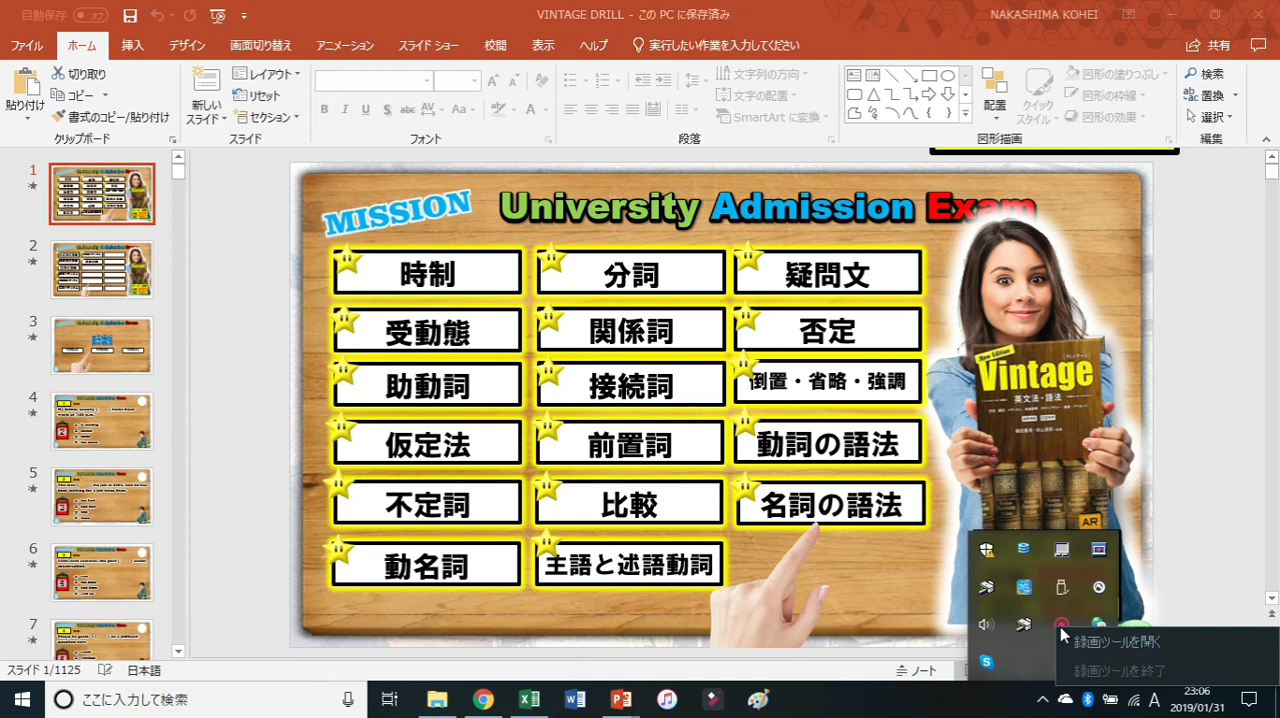 自動保存 オフ VINTAGE DRILL - この PC に保存済み NAKASHIMA KOHEI
ファイル ホーム 挿入 デザイン 画面切り替え アニメーション スライド ショー 校閲 表示 ヘルプ 実行したい作業を入力してください 共有
貼り付け 切り取り コピー 書式のコピー/貼り付け
新しいスライド レイアウト リセット セクション
文字列の方向 文字の配置 SmartArt に変換
配置 クイックスタイル 図形の塗りつぶし 図形の枠線 図形の効果
検索 置換 選択
クリップボード スライド フォント 段落 図形描画 編集
1
2
3
4
5
6
7
MISSION University Admission Exam
時制 分詞 疑問文
受動態 関係詞 否定
助動詞 接続詞 倒置・省略・強調
仮定法 前置詞 動詞の語法
不定詞 比較 名詞の語法
動名詞 主語と述語動詞
New Edition
Vintage
英文法・語法
AR
録画ツールを開く
録画ツールを終了
スライド 1/1125 日本語 ノート
ここに入力して検索
A 23:06
2019/01/31